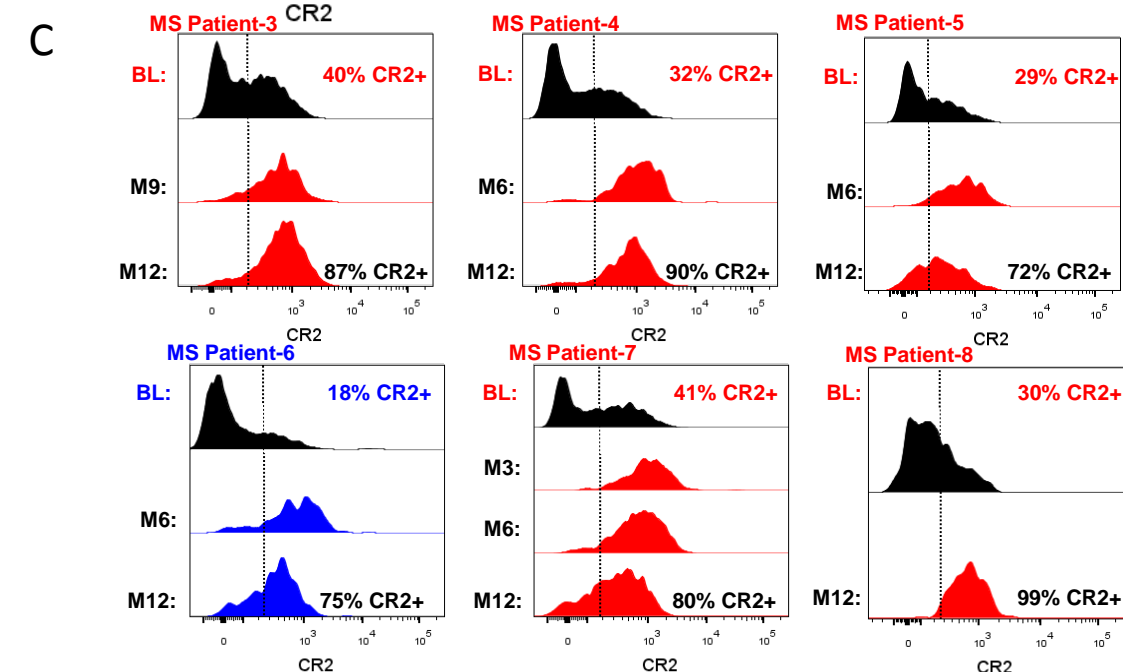 C
CR2
MS Patient-3
BL: 40% CR2+
M9:
M12: 87% CR2+
0 10³ 10⁴ 10⁵
CR2
MS Patient-4
BL: 32% CR2+
M6:
M12: 90% CR2+
0 10³ 10⁴ 10⁵
CR2
MS Patient-5
BL: 29% CR2+
M6:
M12: 72% CR2+
0 10³ 10⁴ 10⁵
CR2
MS Patient-6
BL: 18% CR2+
M6:
M12: 75% CR2+
0 10³ 10⁴ 10⁵
CR2
MS Patient-7
BL: 41% CR2+
M3:
M6:
M12: 80% CR2+
0 10³ 10⁴ 10⁵
CR2
MS Patient-8
BL: 30% CR2+
M12: 99% CR2+
0 10³ 10⁴ 10⁵
CR2